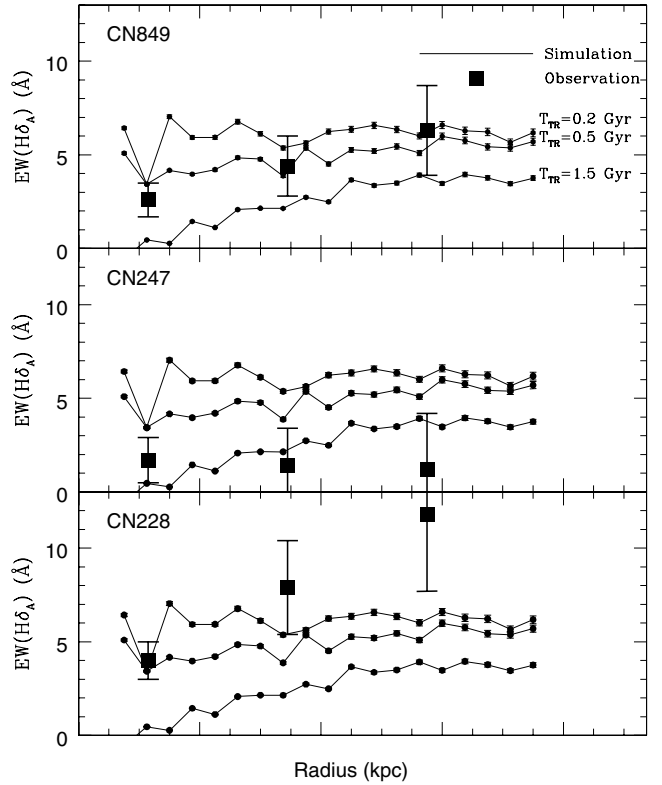 CN849
Simulation
Observation
T_TR=0.2 Gyr
T_TR=0.5 Gyr
T_TR=1.5 Gyr
10
5
0
EW(Hδ_A) (Å)
CN247
10
5
0
EW(Hδ_A) (Å)
CN228
10
5
0
EW(Hδ_A) (Å)
Radius (kpc)